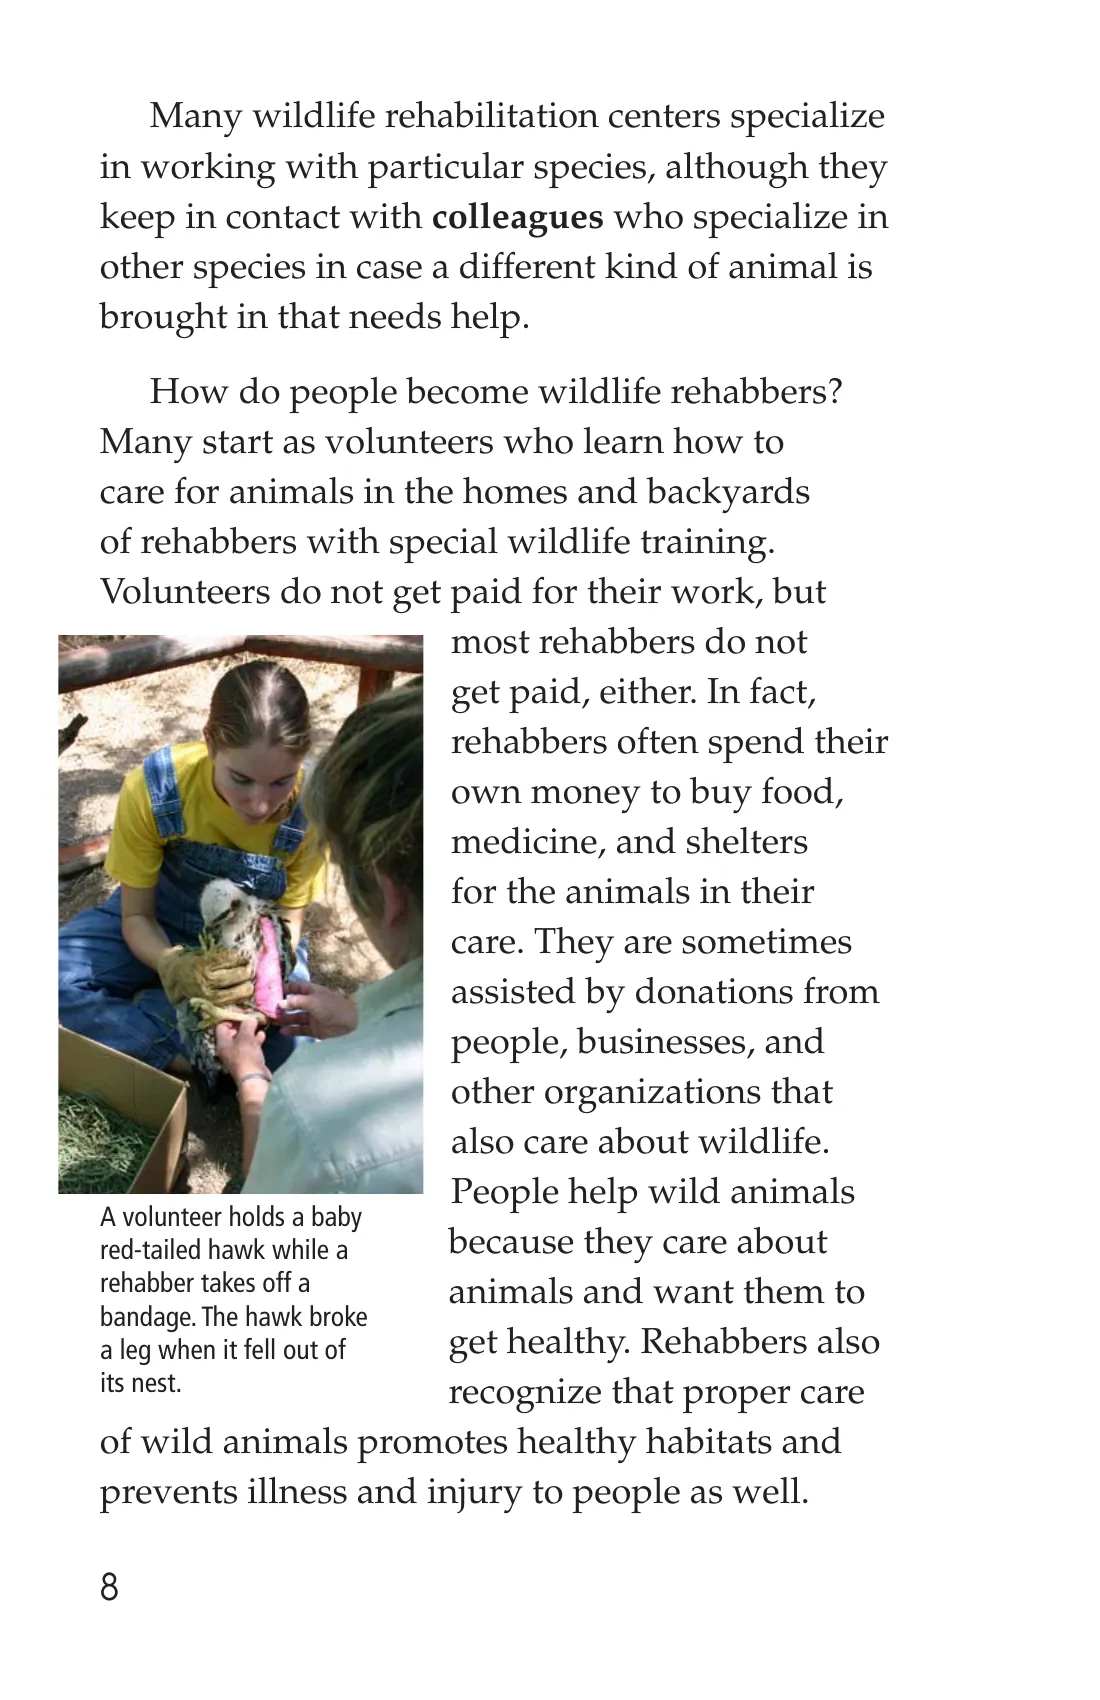 Many wildlife rehabilitation centers specialize
in working with particular species, although they
keep in contact with colleagues who specialize in
other species in case a different kind of animal is
brought in that needs help.
How do people become wildlife rehabbers?
Many start as volunteers who learn how to
care for animals in the homes and backyards
of rehabbers with special wildlife training.
Volunteers do not get paid for their work, but
most rehabbers do not
get paid, either. In fact,
rehabbers often spend their
own money to buy food,
medicine, and shelters
for the animals in their
care. They are sometimes
assisted by donations from
people, businesses, and
other organizations that
also care about wildlife.
People help wild animals
because they care about
animals and want them to
get healthy. Rehabbers also
recognize that proper care
of wild animals promotes healthy habitats and
prevents illness and injury to people as well.
A volunteer holds a baby
red-tailed hawk while a
rehabber takes off a
bandage. The hawk broke
a leg when it fell out of
its nest.
8